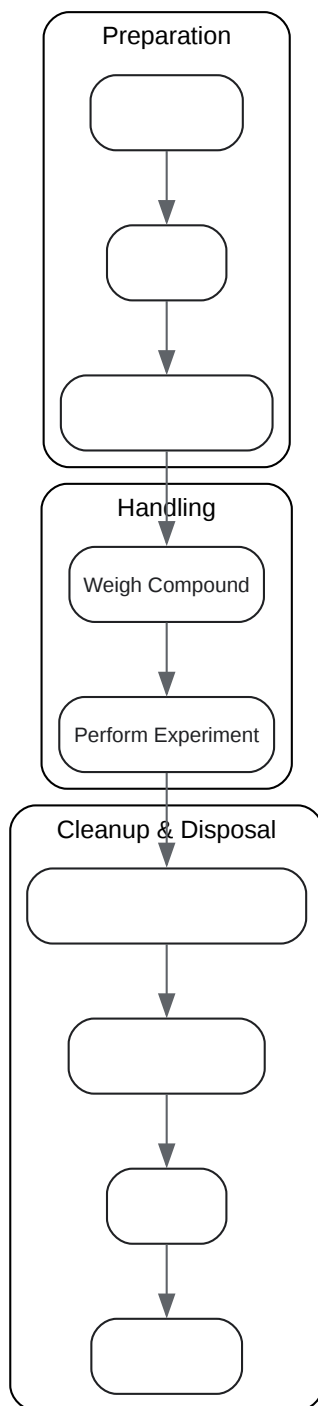 Preparation
Handling
Weigh Compound
Perform Experiment
Cleanup & Disposal